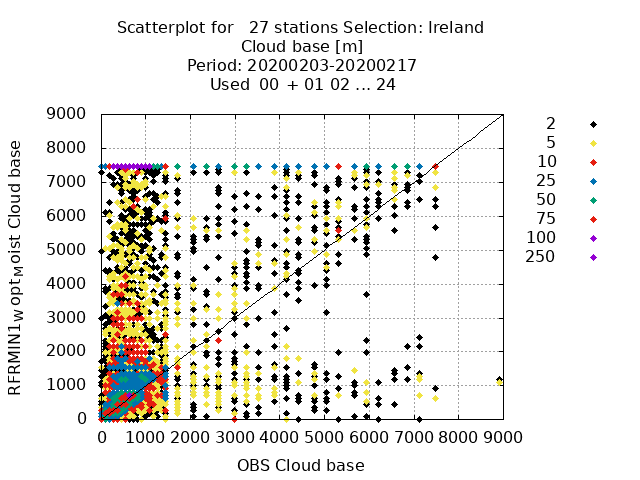 Scatterplot for 27 stations Selection: Ireland
Cloud base [m]
Period: 20200203-20200217
Used 00 + 01 02 ... 24
RFRMIN1W optMoist Cloud base
9000
8000
7000
6000
5000
4000
3000
2000
1000
0
0 1000 2000 3000 4000 5000 6000 7000 8000 9000
OBS Cloud base
2
5
10
25
50
75
100
250